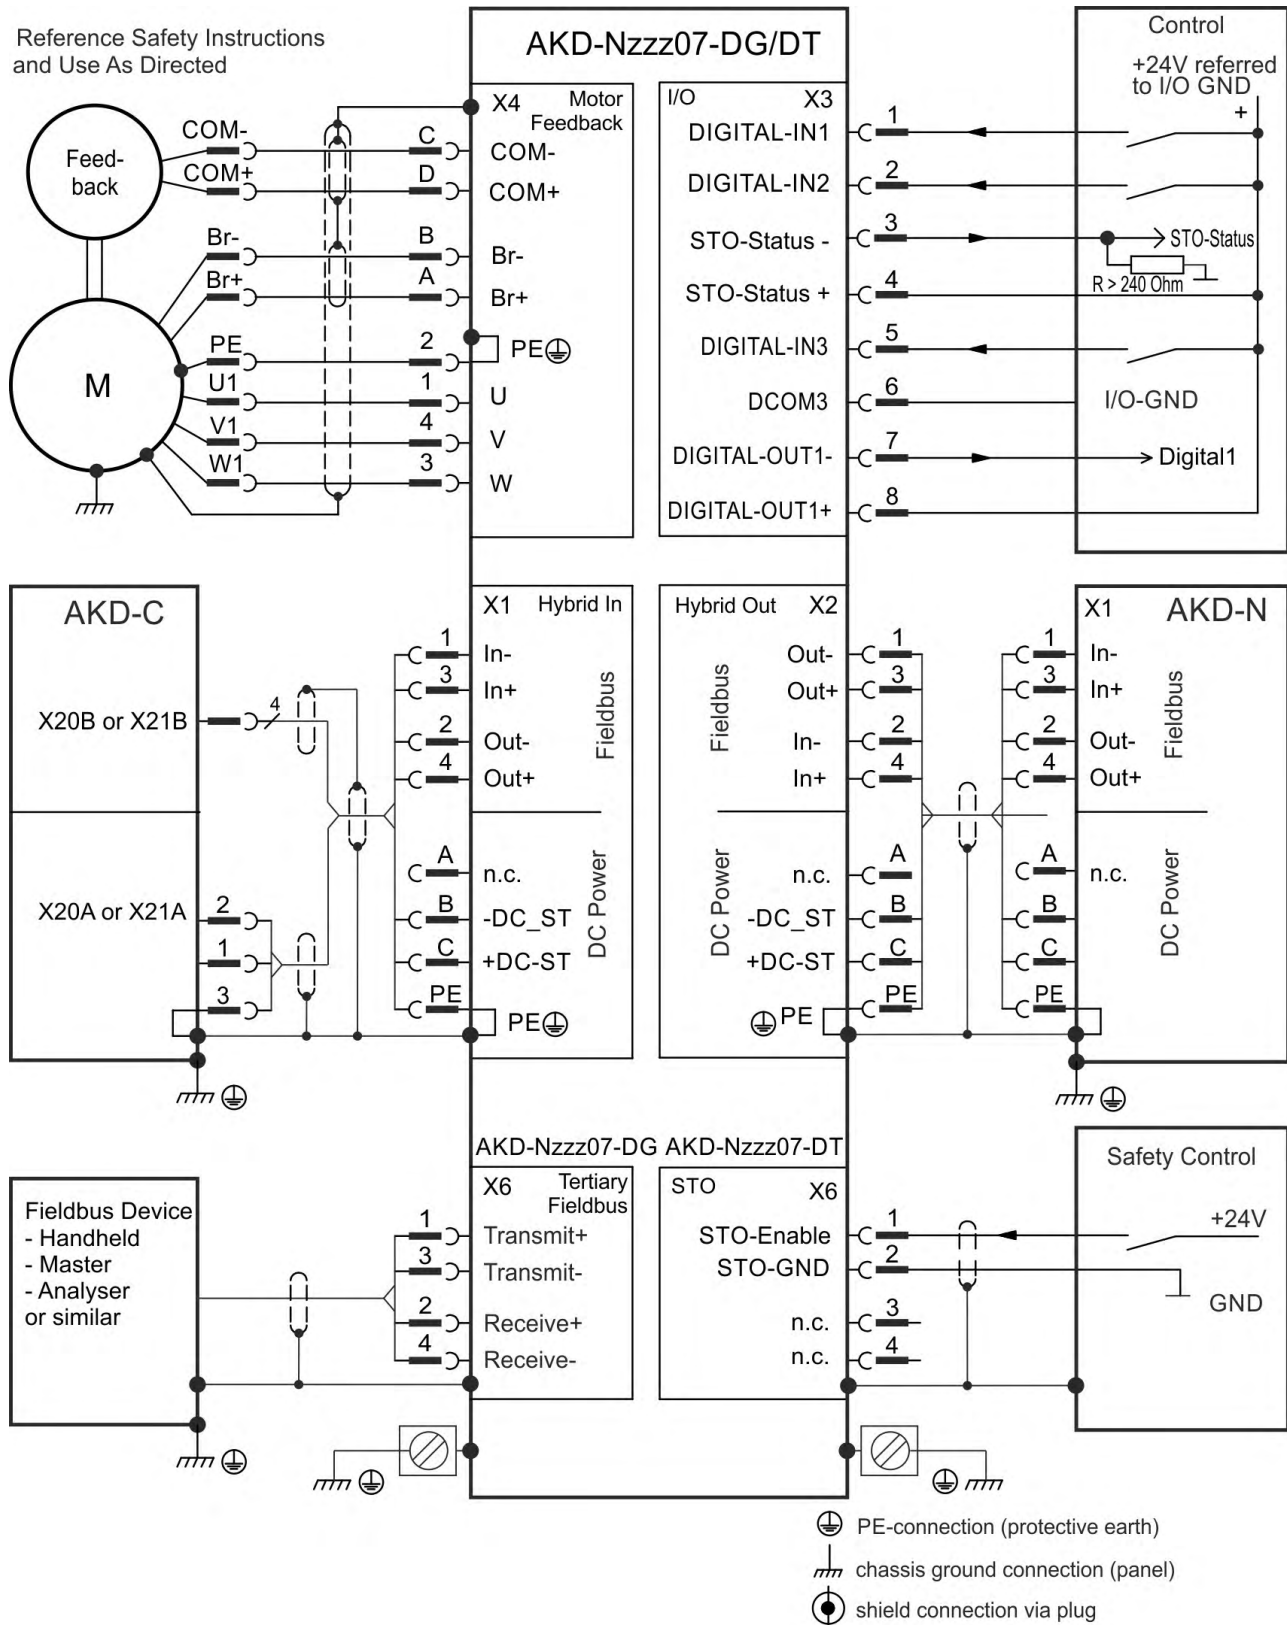 Reference Safety Instructions
and Use As Directed
AKD-Nzzz07-DG/DT
Control
+24V referred
to I/O GND
+
Feed-
back
COM-
COM+
Br-
Br+
PE
U1
V1
W1
M
C
D
B
A
2
1
4
3
X4 Motor
Feedback
COM-
COM+
Br-
Br+
PE
U
V
W
I/O X3
DIGITAL-IN1
DIGITAL-IN2
STO-Status -
STO-Status +
DIGITAL-IN3
DCOM3
DIGITAL-OUT1-
DIGITAL-OUT1+
1
2
3
4
5
6
7
8
STO-Status
R > 240 Ohm
I/O-GND
Digital1
AKD-C
X20B or X21B
4
X20A or X21A
2
1
3
1
3
2
4
A
B
C
PE
X1 Hybrid In
In-
In+
Out-
Out+
Fieldbus
n.c.
-DC_ST
+DC-ST
DC Power
PE
Hybrid Out X2
Out-
Out+
In-
In+
Fieldbus
n.c.
-DC_ST
+DC-ST
DC Power
PE
1
3
2
4
A
B
C
PE
1
3
2
4
A
B
C
PE
X1 AKD-N
In-
In+
Out-
Out+
Fieldbus
n.c.
DC Power
AKD-Nzzz07-DG AKD-Nzzz07-DT
Fieldbus Device
- Handheld
- Master
- Analyser
or similar
1
3
2
4
X6 Tertiary
Fieldbus
Transmit+
Transmit-
Receive+
Receive-
STO X6
STO-Enable
STO-GND
n.c.
n.c.
1
2
3
4
Safety Control
+24V
GND
PE-connection (protective earth)
chassis ground connection (panel)
shield connection via plug